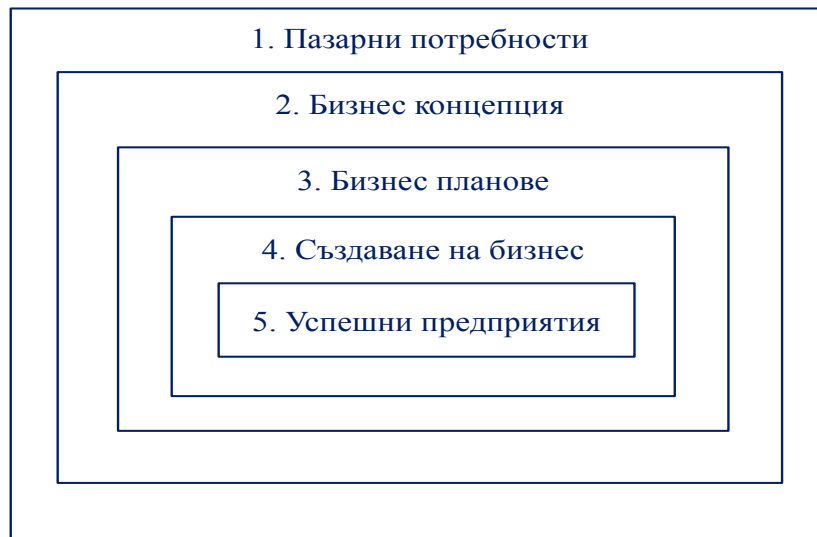 1. Пазарни потребности
2. Бизнес концепция
3. Бизнес планове
4. Създаване на бизнес
5. Успешни предприятия